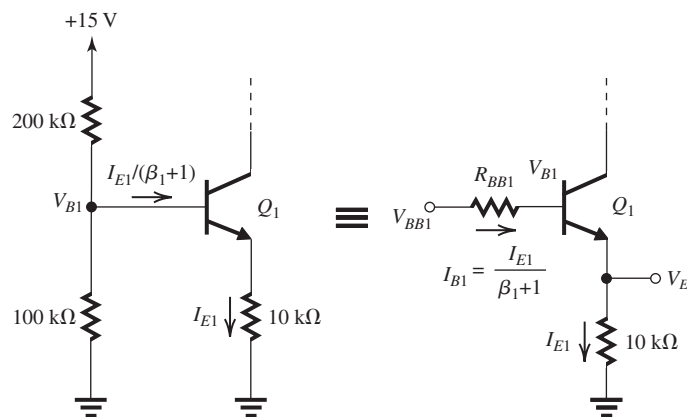 +15 V
200 kΩ
I_E1/(β_1+1)
V_B1
Q_1
100 kΩ
I_E1
10 kΩ
≡
R_BB1
V_B1
V_BB1
Q_1
I_B1 = I_E1/(β_1+1)
V_E
I_E1
10 kΩ